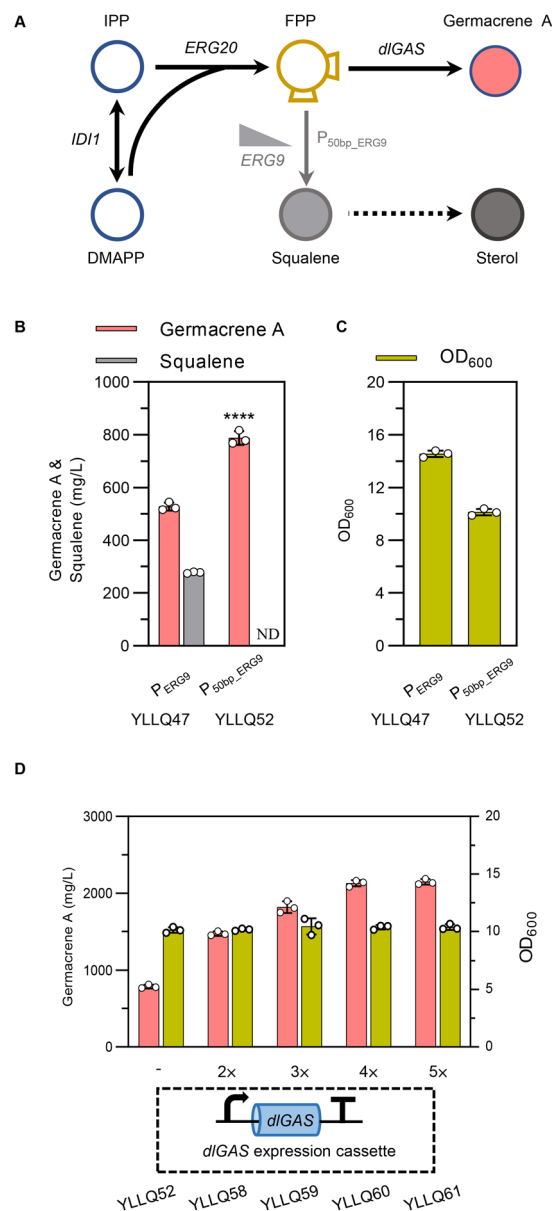 A
IPP
FPP
Germacrene A
ERG20
dlGAS
IDI1
P50bp_ERG9
ERG9
DMAPP
Squalene
Sterol
B
Germacrene A
Squalene
C
OD600
Germacrene A &
Squalene (mg/L)
1000
800
600
400
200
0
****
ND
PERG9
P50bp_ERG9
YLLQ47
YLLQ52
OD600
20
16
12
8
4
0
PERG9
P50bp_ERG9
YLLQ47
YLLQ52
D
Germacrene A (mg/L)
3000
2000
1000
0
20
15
10
5
0
OD600
-
2×
3×
4×
5×
dlGAS
dlGAS expression cassette
YLLQ52
YLLQ58
YLLQ59
YLLQ60
YLLQ61